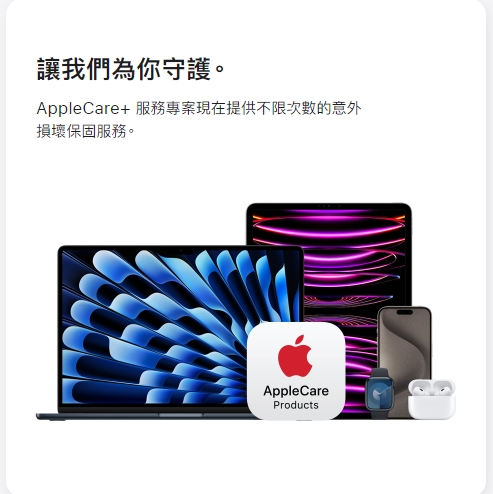 讓我們為你守護。
AppleCare+ 服務專案現在提供不限次數的意外
損壞保固服務。
AppleCare
Products